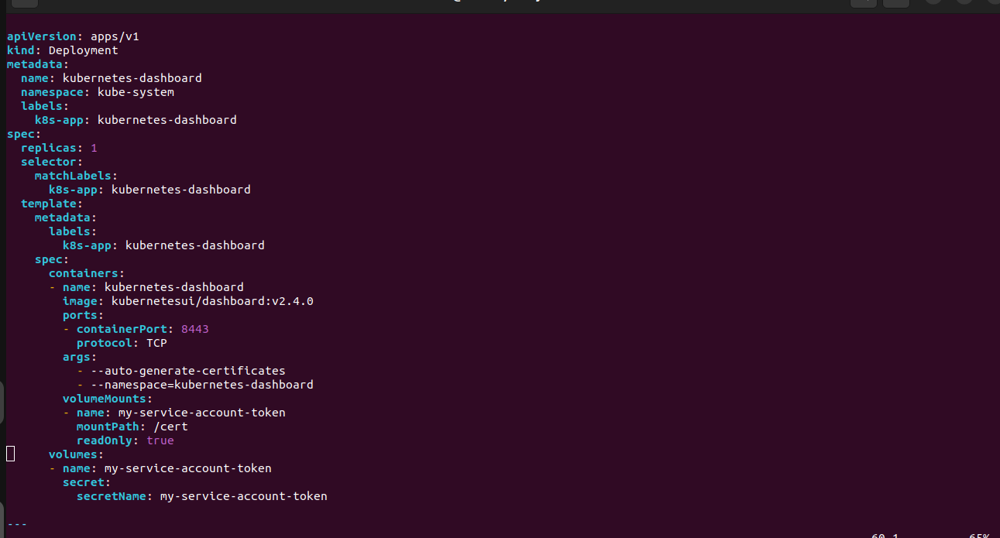 apiVersion: apps/v1
kind: Deployment
metadata:
  name: kubernetes-dashboard
  namespace: kube-system
  labels:
    k8s-app: kubernetes-dashboard
spec:
  replicas: 1
  selector:
    matchLabels:
      k8s-app: kubernetes-dashboard
  template:
    metadata:
      labels:
        k8s-app: kubernetes-dashboard
    spec:
      containers:
      - name: kubernetes-dashboard
        image: kubernetesui/dashboard:v2.4.0
        ports:
        - containerPort: 8443
          protocol: TCP
        args:
          - --auto-generate-certificates
          - --namespace=kubernetes-dashboard
        volumeMounts:
        - name: my-service-account-token
          mountPath: /cert
          readOnly: true
      volumes:
      - name: my-service-account-token
        secret:
          secretName: my-service-account-token
---